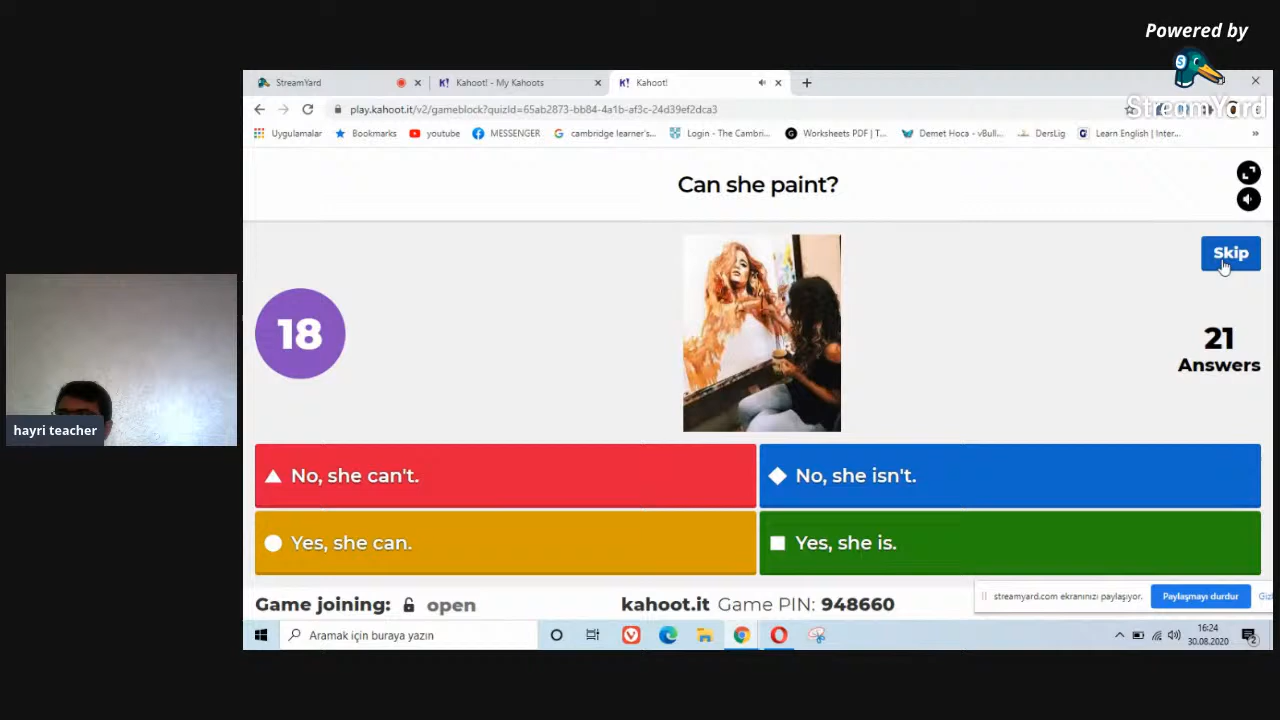 Powered by
StreamYard
StreamYard
Kahoot! - My Kahoots
Kahoot!
play.kahoot.it/v2/gameblock?quizId=65ab2873-bb84-4a1b-af3c-24d39ef2dca3
Uygulamalar
Bookmarks
youtube
MESSENGER
cambridge learner's...
Login - The Cambri...
Worksheets PDF | T...
Demet Hoca - vBull...
DersLig
Learn English | Inter...
Can she paint?
Skip
18
21
Answers
hayri teacher
No, she can't.
No, she isn't.
Yes, she can.
Yes, she is.
Game joining: open
kahoot.it Game PIN: 948660
streamyard.com ekranınızı paylaşıyor.
Paylaşmayı durdur
Aramak için buraya yazın
16:24
30.08.2020
2